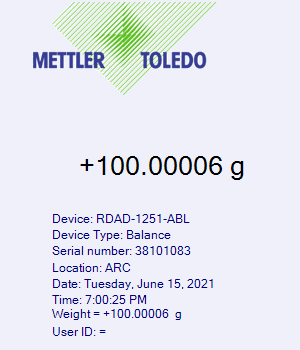 METTLER TOLEDO
+100.00006 g
Device: RDAD-1251-ABL
Device Type: Balance
Serial number: 38101083
Location: ARC
Date: Tuesday, June 15, 2021
Time: 7:00:25 PM
Weight = +100.00006 g
User ID: =